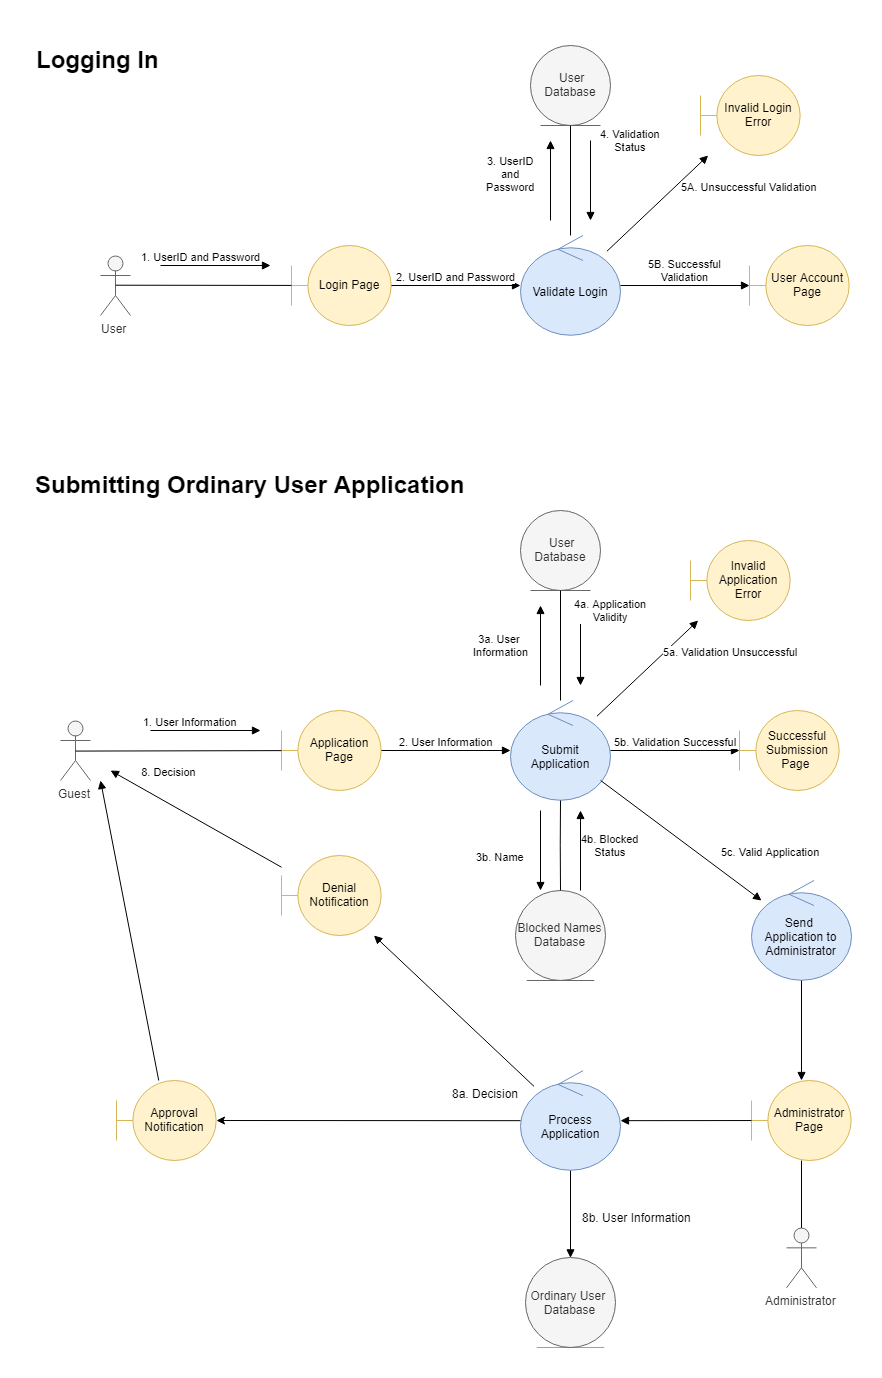 Logging In
User
Database
Invalid Login
Error
4. Validation
Status
3. UserID
and
Password
5A. Unsuccessful Validation
1. UserID and Password
Login Page
2. UserID and Password
Validate Login
5B. Successful
Validation
User Account
Page
User
Submitting Ordinary User Application
User
Database
Invalid
Application
Error
4a. Application
Validity
3a. User
Information
5a. Validation Unsuccessful
1. User Information
Application
Page
2. User Information
Submit
Application
5b. Validation Successful
Successful
Submission
Page
Guest
8. Decision
3b. Name
4b. Blocked
Status
5c. Valid Application
Denial
Notification
Blocked Names
Database
Send
Application to
Administrator
8a. Decision
Approval
Notification
Process
Application
Administrator
Page
8b. User Information
Ordinary User
Database
Administrator